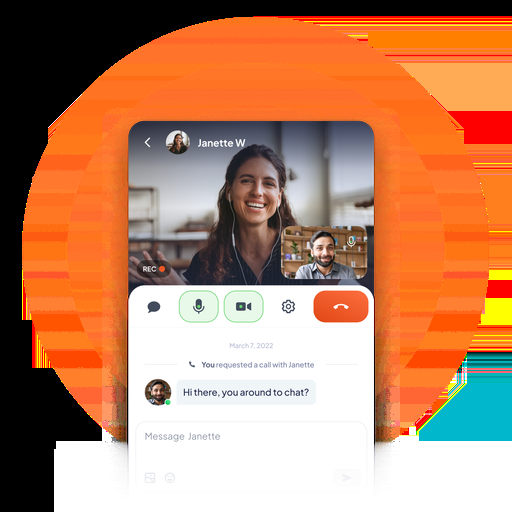 Janette W
REC
March 7, 2022
You requested a call with Janette
Hi there, you around to chat?
Message Janette